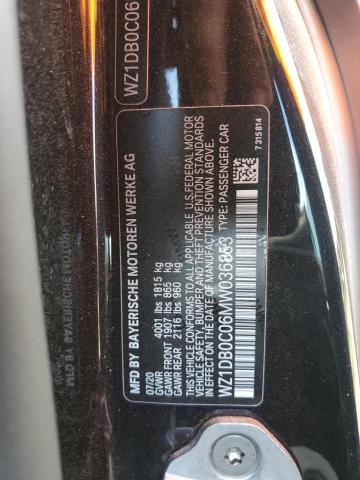 MFD BY BAYERISCHE MOTOREN WERKE AG
07/20
GVWR 4001 lbs 1815 kg
GAWR FRONT 1907 lbs 865 kg
GAWR REAR 2116 lbs 960 kg
THIS VEHICLE CONFORMS TO ALL APPLICABLE U.S. FEDERAL MOTOR
VEHICLE SAFETY, BUMPER, AND THEFT PREVENTION STANDARDS
IN EFFECT ON THE DATE OF MANUFACTURE SHOWN ABOVE.
WZ1DB0C06MW036863 TYPE: PASSENGER CAR
7315814
WZ1DB0C06